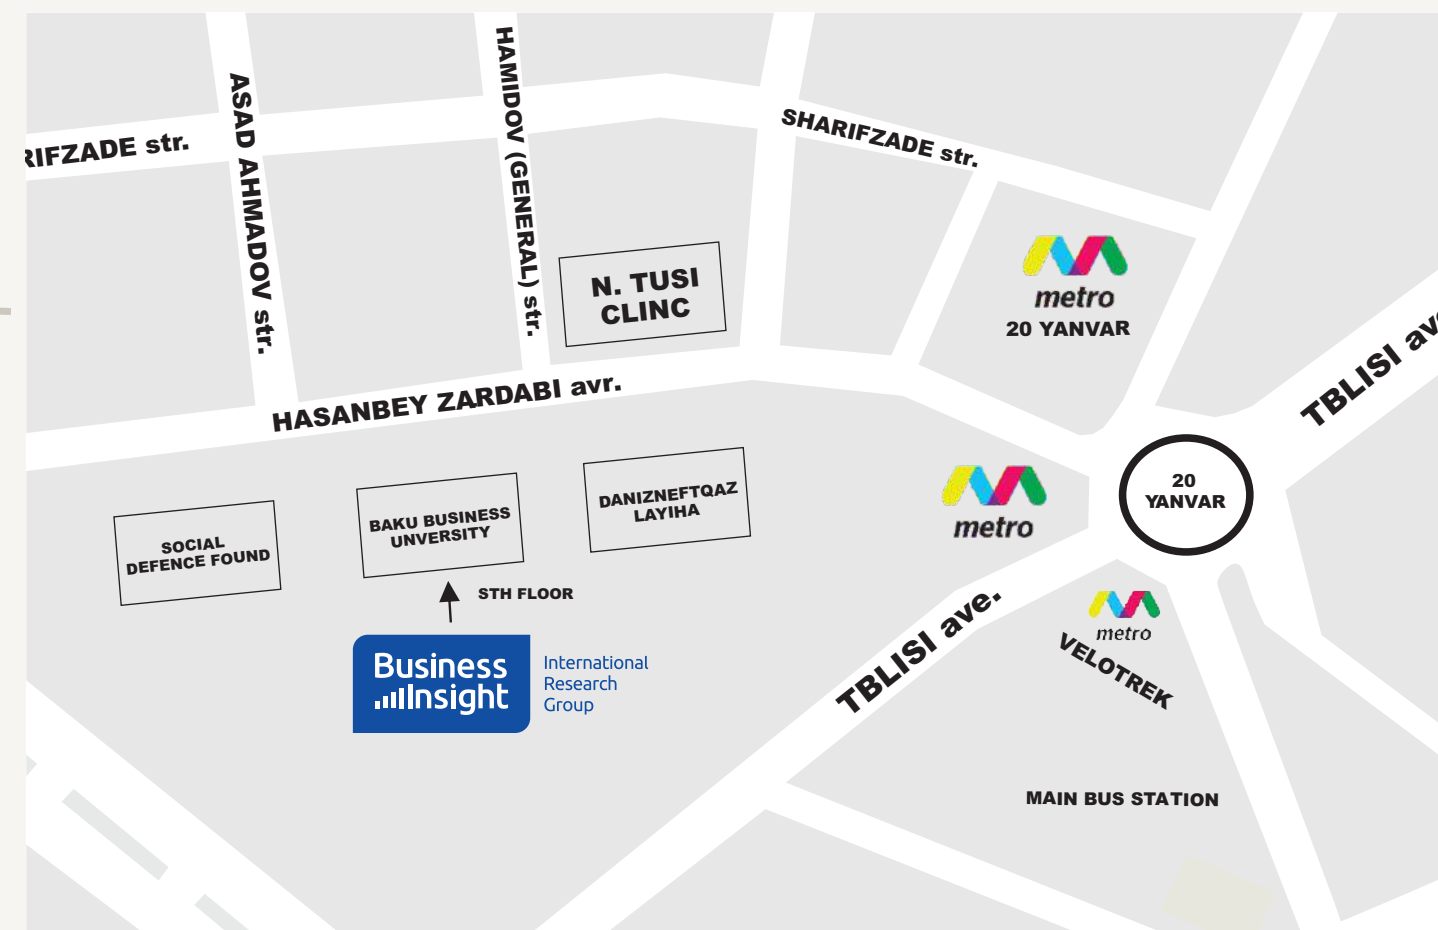 HAMIDOV (GENERAL) str.
ASAD AHMADOV str.
SHARIFZADE str.
RIFZADE str.
N. TUSI
CLINC
metro
20 YANVAR
TBLISI ave
HASANBEY ZARDABI avr.
20
YANVAR
metro
DANIZNEFTQAZ
LAYIHA
BAKU BUSINESS
UNVERSITY
SOCIAL
DEFENCE FOUND
STH FLOOR
TBLISI ave.
metro
VELOTREK
Business
Insight
International
Research
Group
MAIN BUS STATION